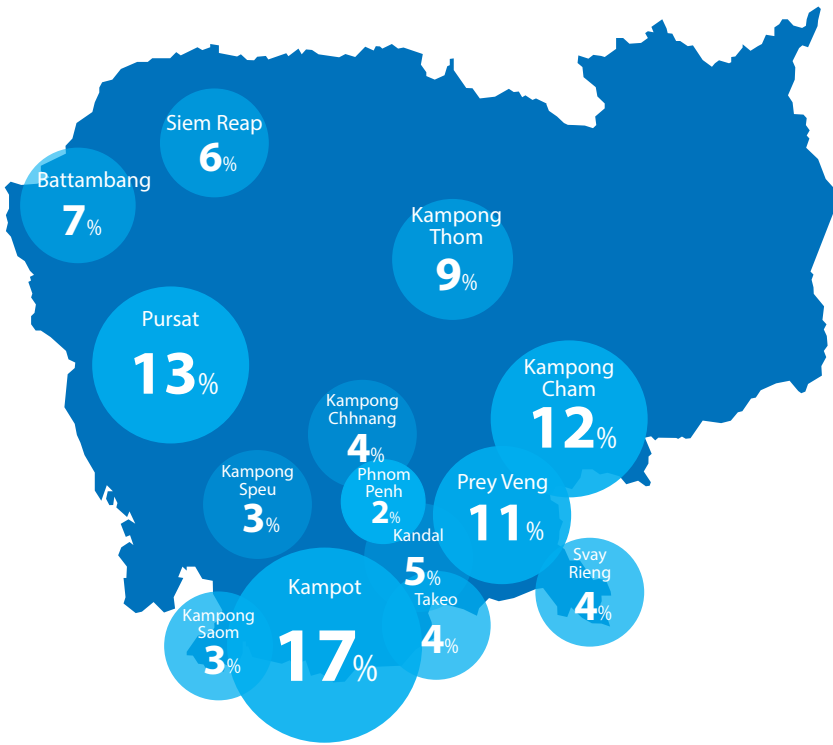 Siem Reap
6%
Battambang
7%
Kampong
Thom
9%
Pursat
13%
Kampong
Cham
12%
Kampong
Chhnang
4%
Kampong
Speu
3%
Phnom
Penh
2%
Prey Veng
11%
Kandal
5%
Svay
Rieng
4%
Kampot
17%
Takeo
4%
Kampong
Saom
3%